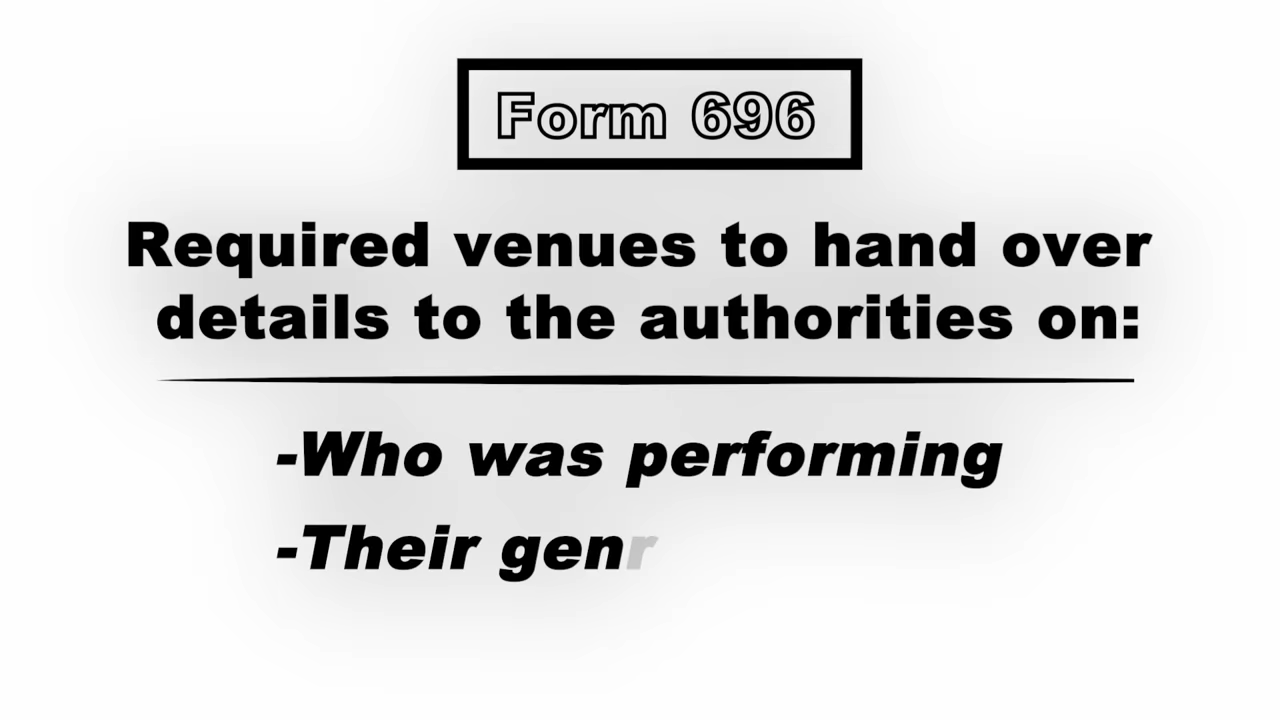 Form 696
Required venues to hand over
details to the authorities on:
-Who was performing
-Their genr